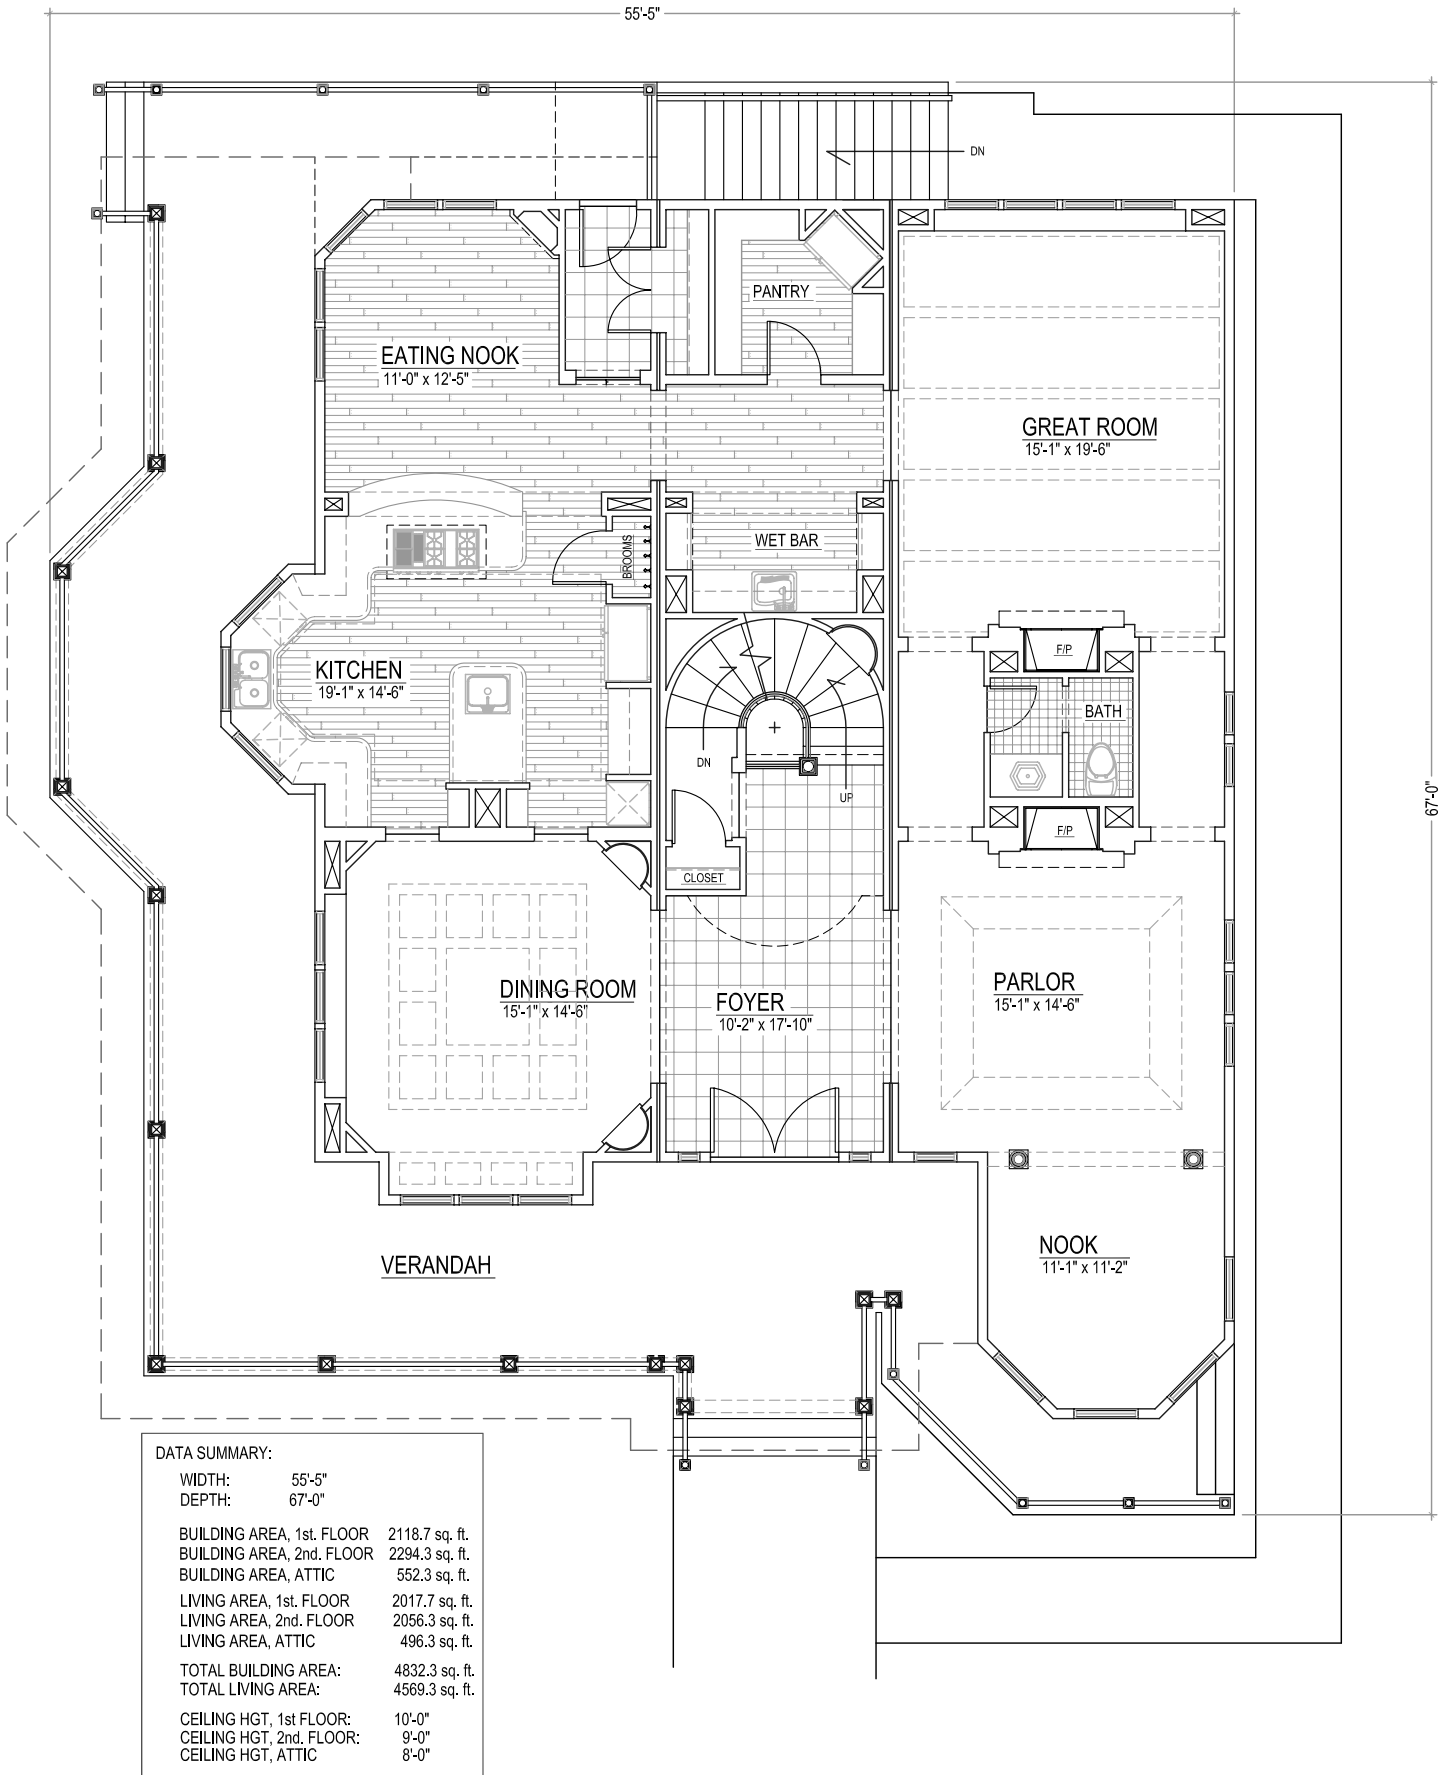 55'-5"
DN
PANTRY
EATING NOOK
11'-0" x 12'-5"
GREAT ROOM
15'-1" x 19'-6"
WET BAR
BROOMS
F/P
KITCHEN
19'-1" x 14'-6"
BATH
DN
UP
67'-0"
F/P
CLOSET
DINING ROOM
15'-1" x 14'-6"
FOYER
10'-2" x 17'-10"
PARLOR
15'-1" x 14'-6"
NOOK
11'-1" x 11'-2"
VERANDAH
DATA SUMMARY:
WIDTH: 55'-5"
DEPTH: 67'-0"
BUILDING AREA, 1st. FLOOR 2118.7 sq. ft.
BUILDING AREA, 2nd. FLOOR 2294.3 sq. ft.
BUILDING AREA, ATTIC 552.3 sq. ft.
LIVING AREA, 1st. FLOOR 2017.7 sq. ft.
LIVING AREA, 2nd. FLOOR 2056.3 sq. ft.
LIVING AREA, ATTIC 496.3 sq. ft.
TOTAL BUILDING AREA: 4832.3 sq. ft.
TOTAL LIVING AREA: 4569.3 sq. ft.
CEILING HGT, 1st FLOOR: 10'-0"
CEILING HGT, 2nd. FLOOR: 9'-0"
CEILING HGT, ATTIC 8'-0"